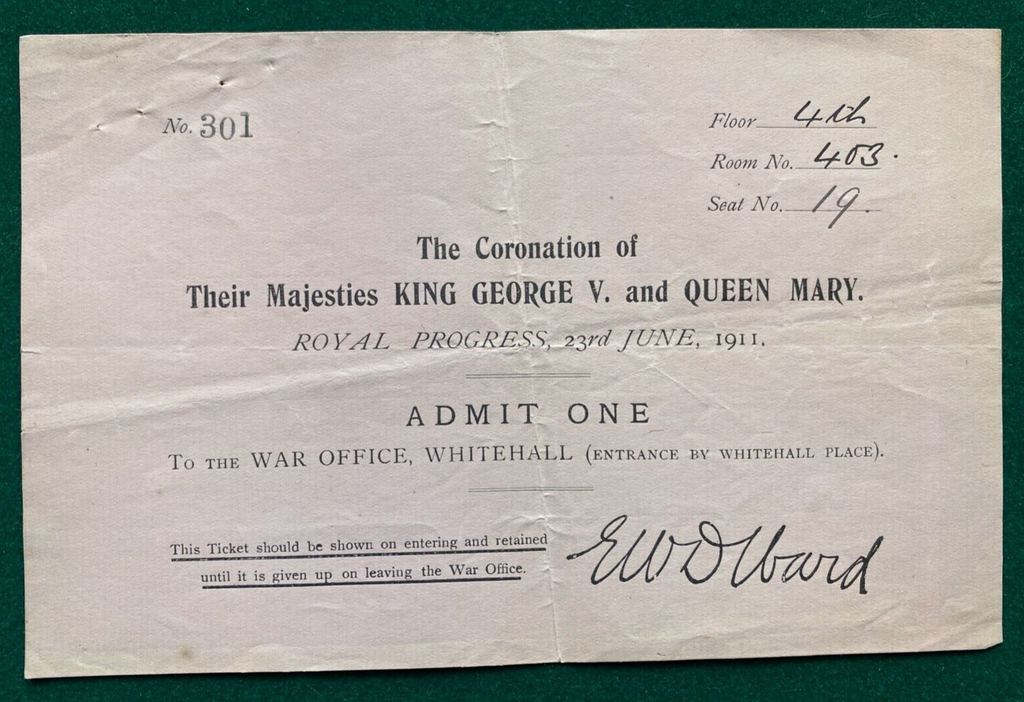 No. 301
Floor 4th
Room No. 403.
Seat No. 19.
The Coronation of
Their Majesties KING GEORGE V. and QUEEN MARY.
ROYAL PROGRESS, 23rd JUNE, 1911.
ADMIT ONE
To the WAR OFFICE, WHITEHALL (entrance by Whitehall Place).
This Ticket should be shown on entering and retained
until it is given up on leaving the War Office.
EWD Ward